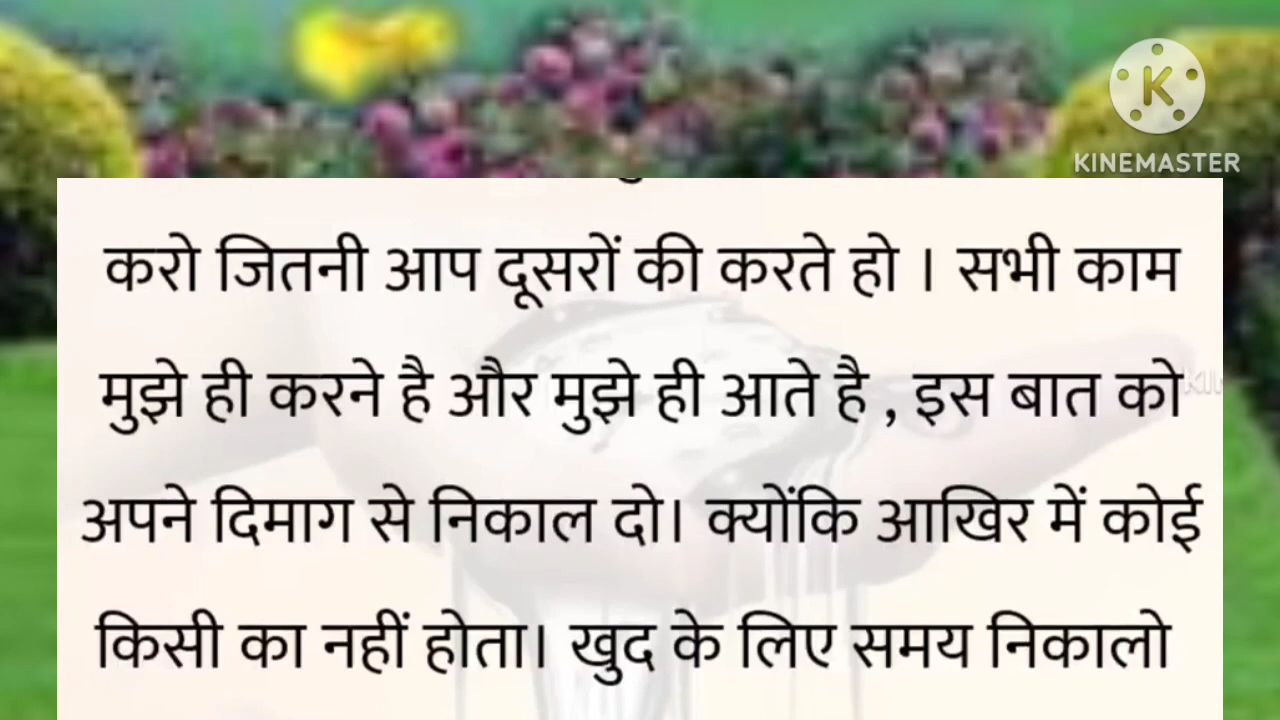 KINEMASTER
करो जितनी आप दूसरों की करते हो । सभी काम
मुझे ही करने है और मुझे ही आते है , इस बात को
अपने दिमाग से निकाल दो। क्योंकि आखिर में कोई
किसी का नहीं होता। खुद के लिए समय निकालो